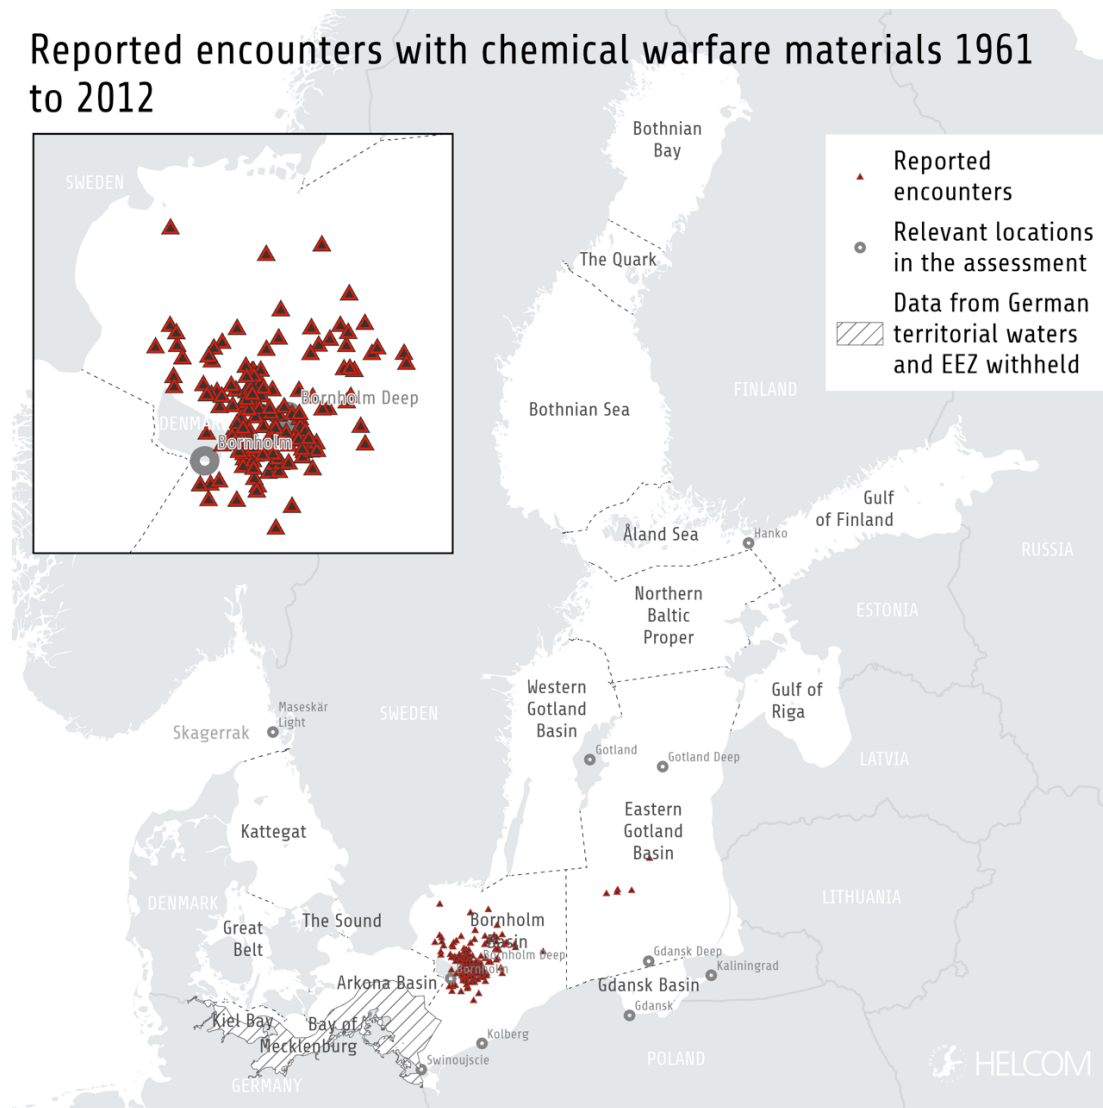 Reported encounters with chemical warfare materials 1961
to 2012
SWEDEN
DENMARK
Bornholm Deep
Bornholm
Reported
encounters
Relevant locations
in the assessment
Data from German
territorial waters
and EEZ withheld
Bothnian
Bay
The Quark
FINLAND
Bothnian Sea
Gulf
of Finland
Åland Sea
Hanko
RUSSIA
Northern
Baltic
Proper
ESTONIA
Western
Gotland
Basin
Gulf of
Riga
Maseskär
Light
Skagerrak
SWEDEN
Gotland
Gotland Deep
LATVIA
Eastern
Gotland
Basin
Kattegat
DENMARK
LITHUANIA
Great
Belt
The Sound
Bornholm
Basin
Bornholm Deep
Bornholm
Gdansk Deep
Kaliningrad
Arkona Basin
Gdansk Basin
Gdansk
Kiel Bay
Bay of
Mecklenburg
Kolberg
Swinoujscie
POLAND
GERMANY
HELCOM